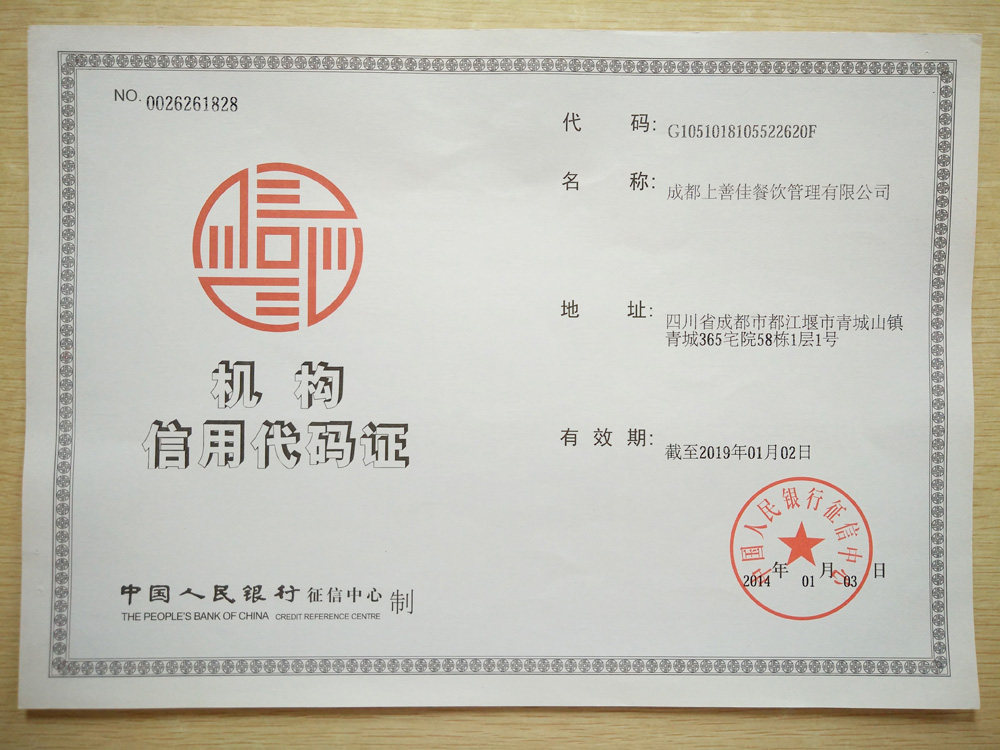 NO. 0026261828
机构
信用代码证
中国人民银行征信中心 制
THE PEOPLE'S BANK OF CHINA CREDIT REFERENCE CENTRE
代 码: G1051018105522620F
名 称: 成都上善佳餐饮管理有限公司
地 址: 四川省成都市都江堰市青城山镇
青城365宅院58栋1层1号
有 效 期: 截至2019年01月02日
中国人民银行征信中心
2014 年 01 月 03 日